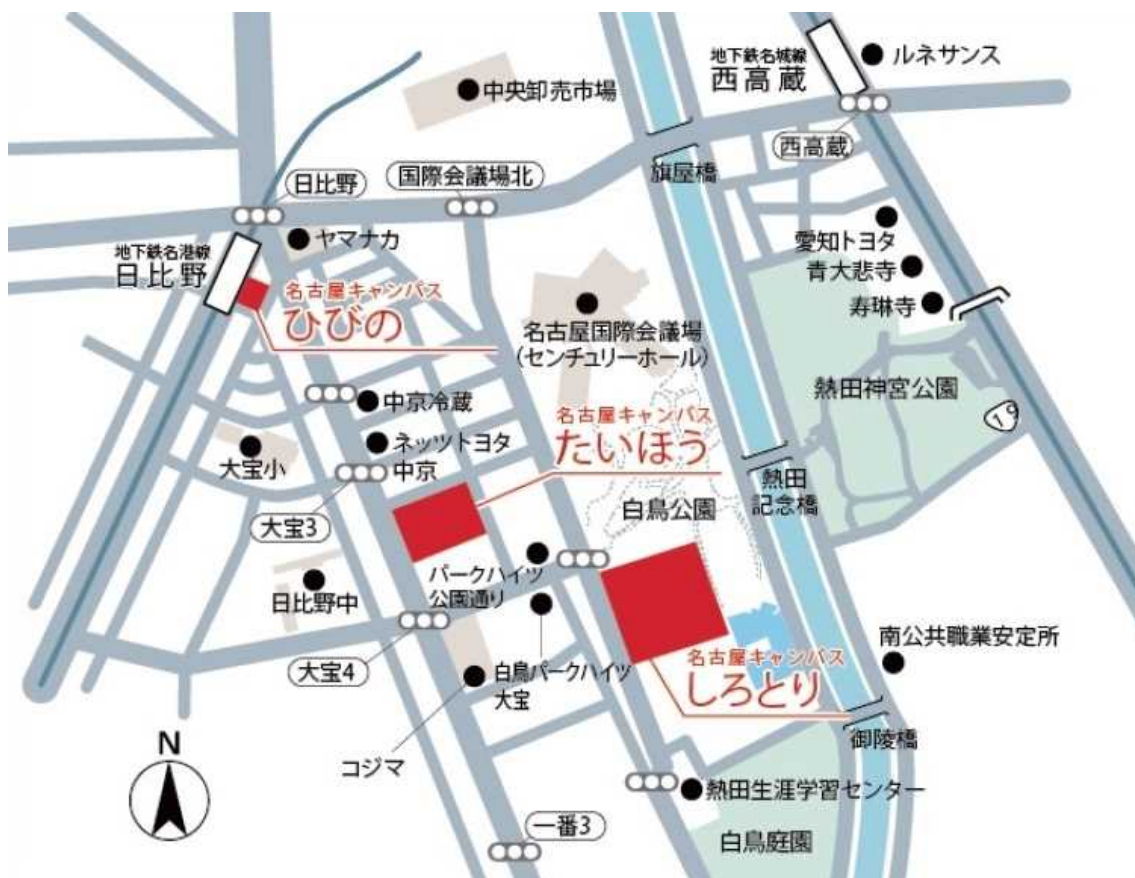 地下鉄名城線
西高蔵
ルネサンス
中央卸売市場
西高蔵
旗屋橋
日比野
国際会議場北
ヤマナカ
地下鉄名港線
日比野
愛知トヨタ
青大悲寺
寿琳寺
名古屋キャンパス
ひびの
名古屋国際会議場
(センチュリーホール)
熱田神宮公園
19
中京冷蔵
名古屋キャンパス
たいほう
ネッツトヨタ
中京
大宝小
熱田
記念橋
白鳥公園
大宝3
パークハイツ
公園通り
日比野中
南公共職業安定所
大宝4
白鳥パークハイツ
大宝
名古屋キャンパス
しろとり
御陵橋
N
コジマ
熱田生涯学習センター
一番3
白鳥庭園